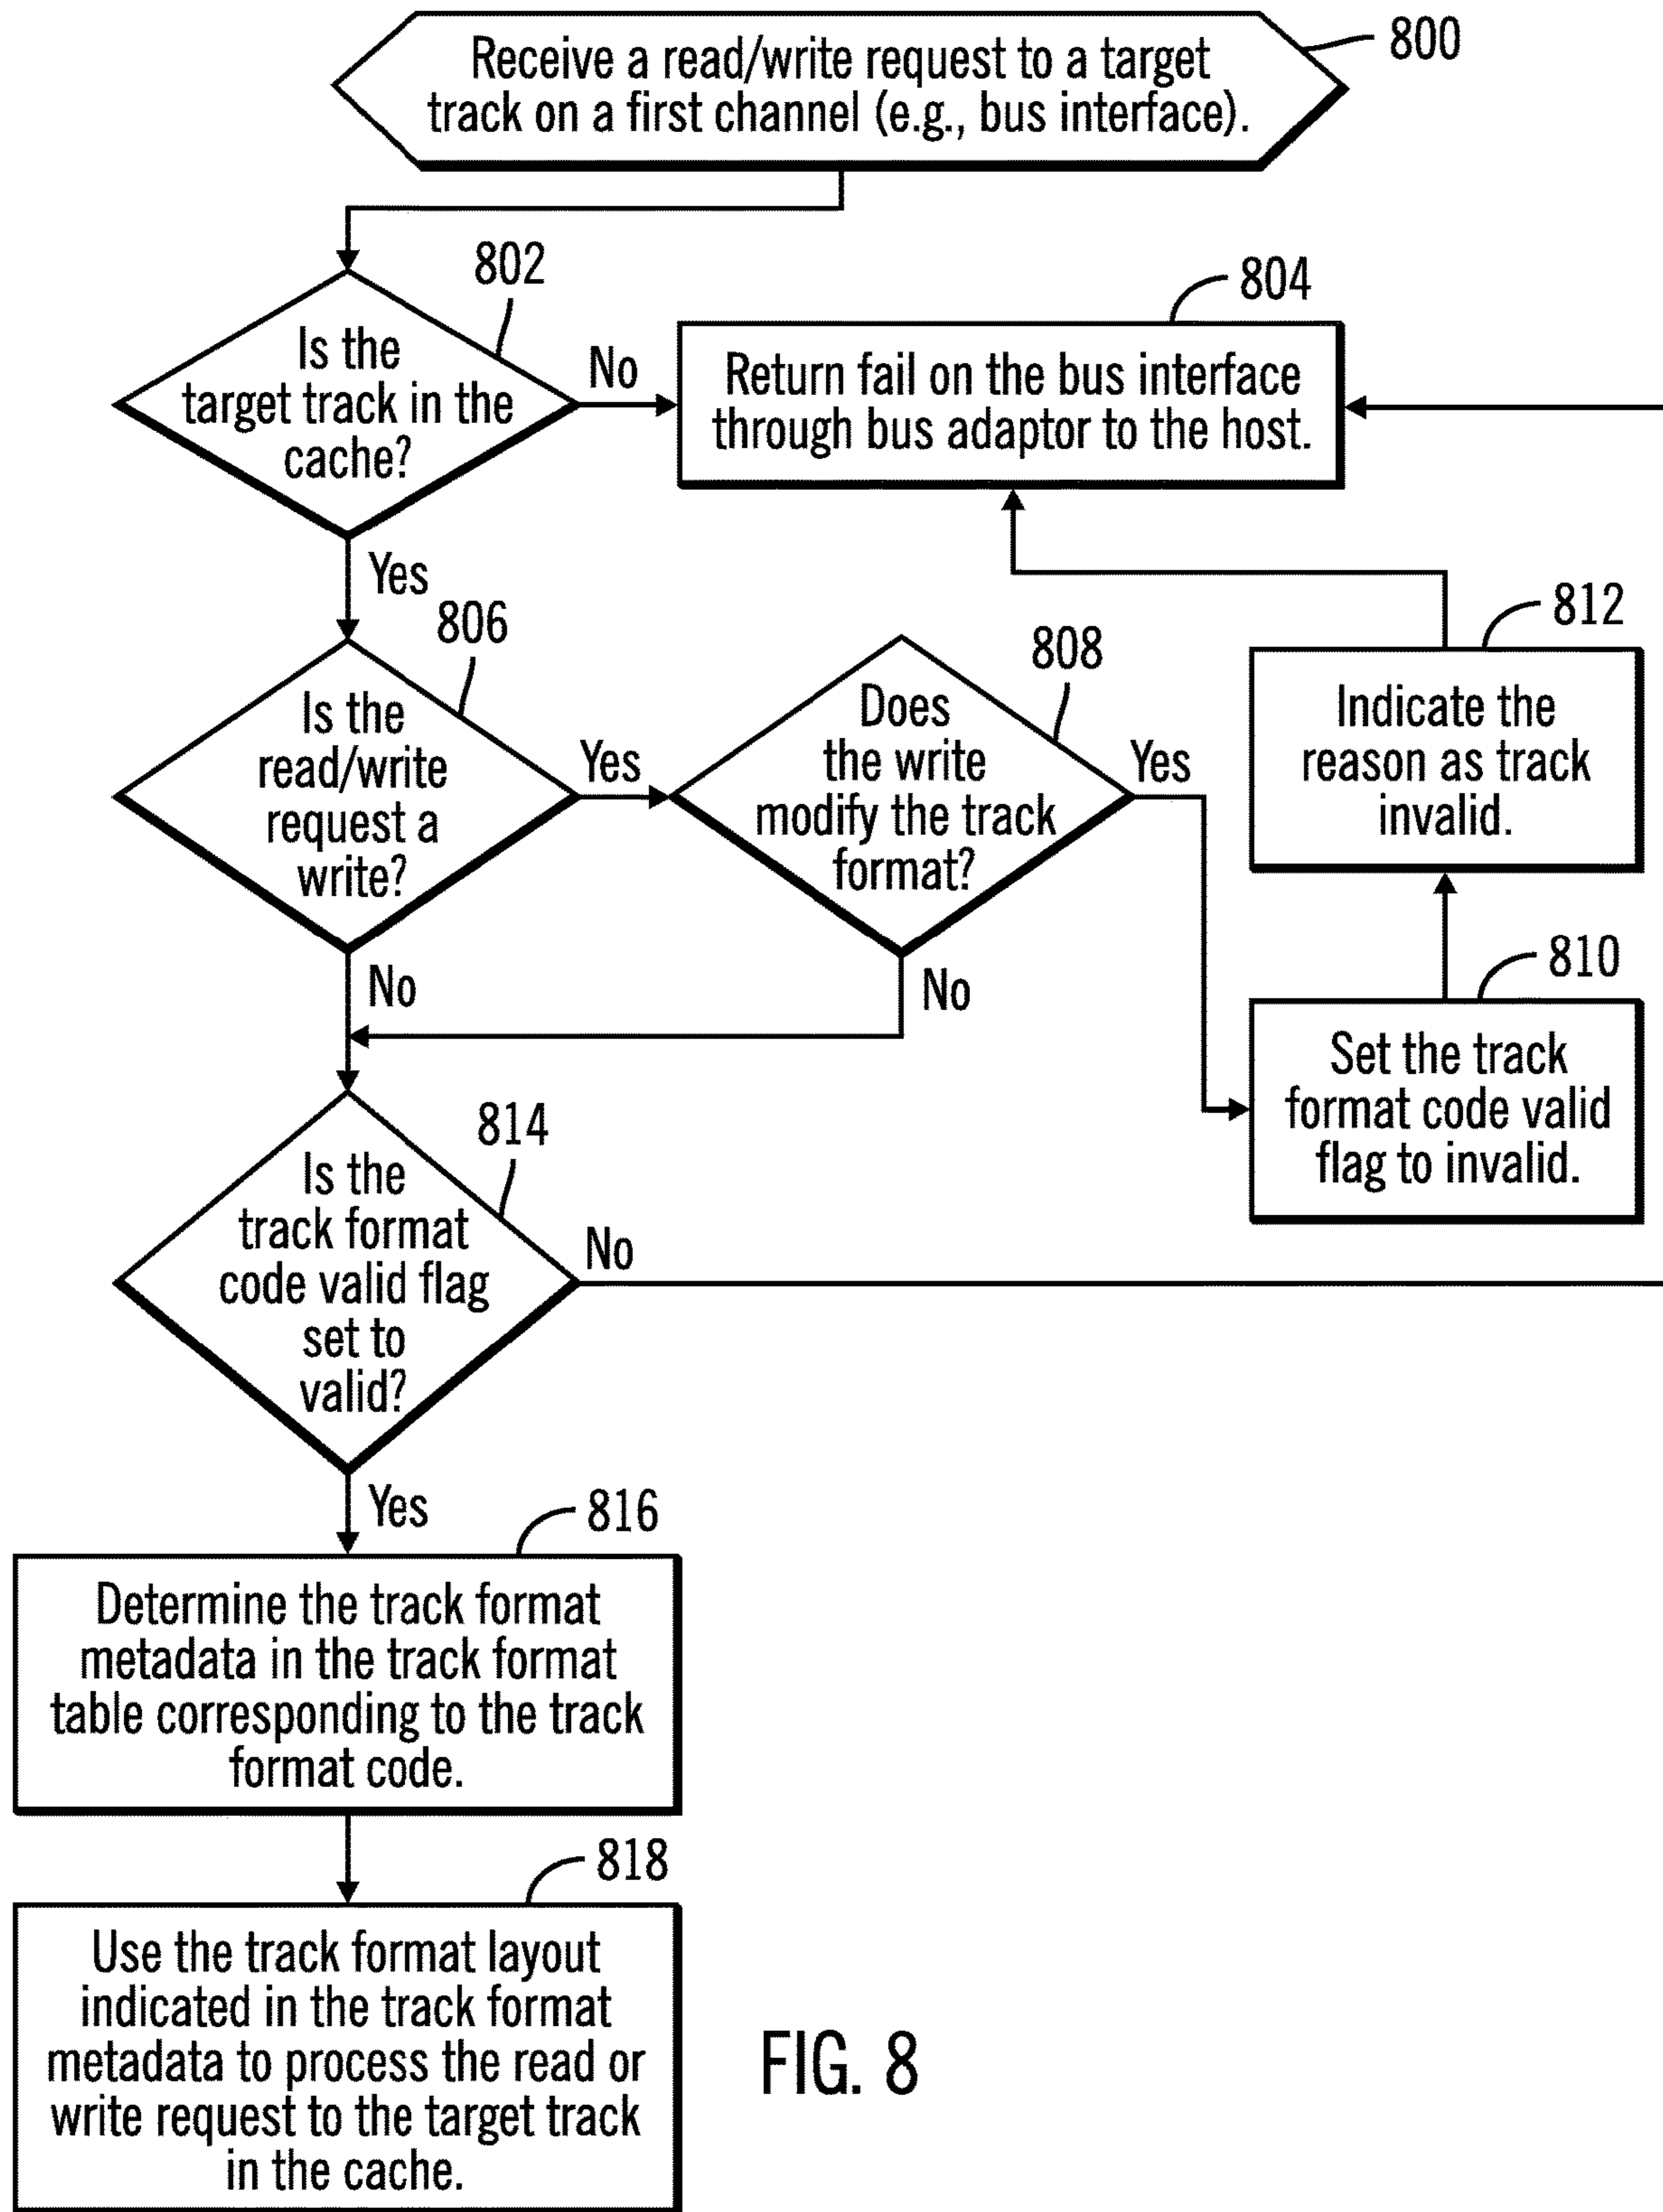 Receive a read/write request to a target
track on a first channel (e.g., bus interface).
800
802
Is the
target track in the
cache?
No
804
Return fail on the bus interface
through bus adaptor to the host.
Yes
806
Is the
read/write
request a
write?
Yes
808
Does
the write
modify the track
format?
Yes
812
Indicate the
reason as track
invalid.
No
No
810
Set the track
format code valid
flag to invalid.
814
Is the
track format
code valid flag
set to
valid?
No
Yes
816
Determine the track format
metadata in the track format
table corresponding to the track
format code.
818
Use the track format layout
indicated in the track format
metadata to process the read or
write request to the target track
in the cache.
FIG. 8